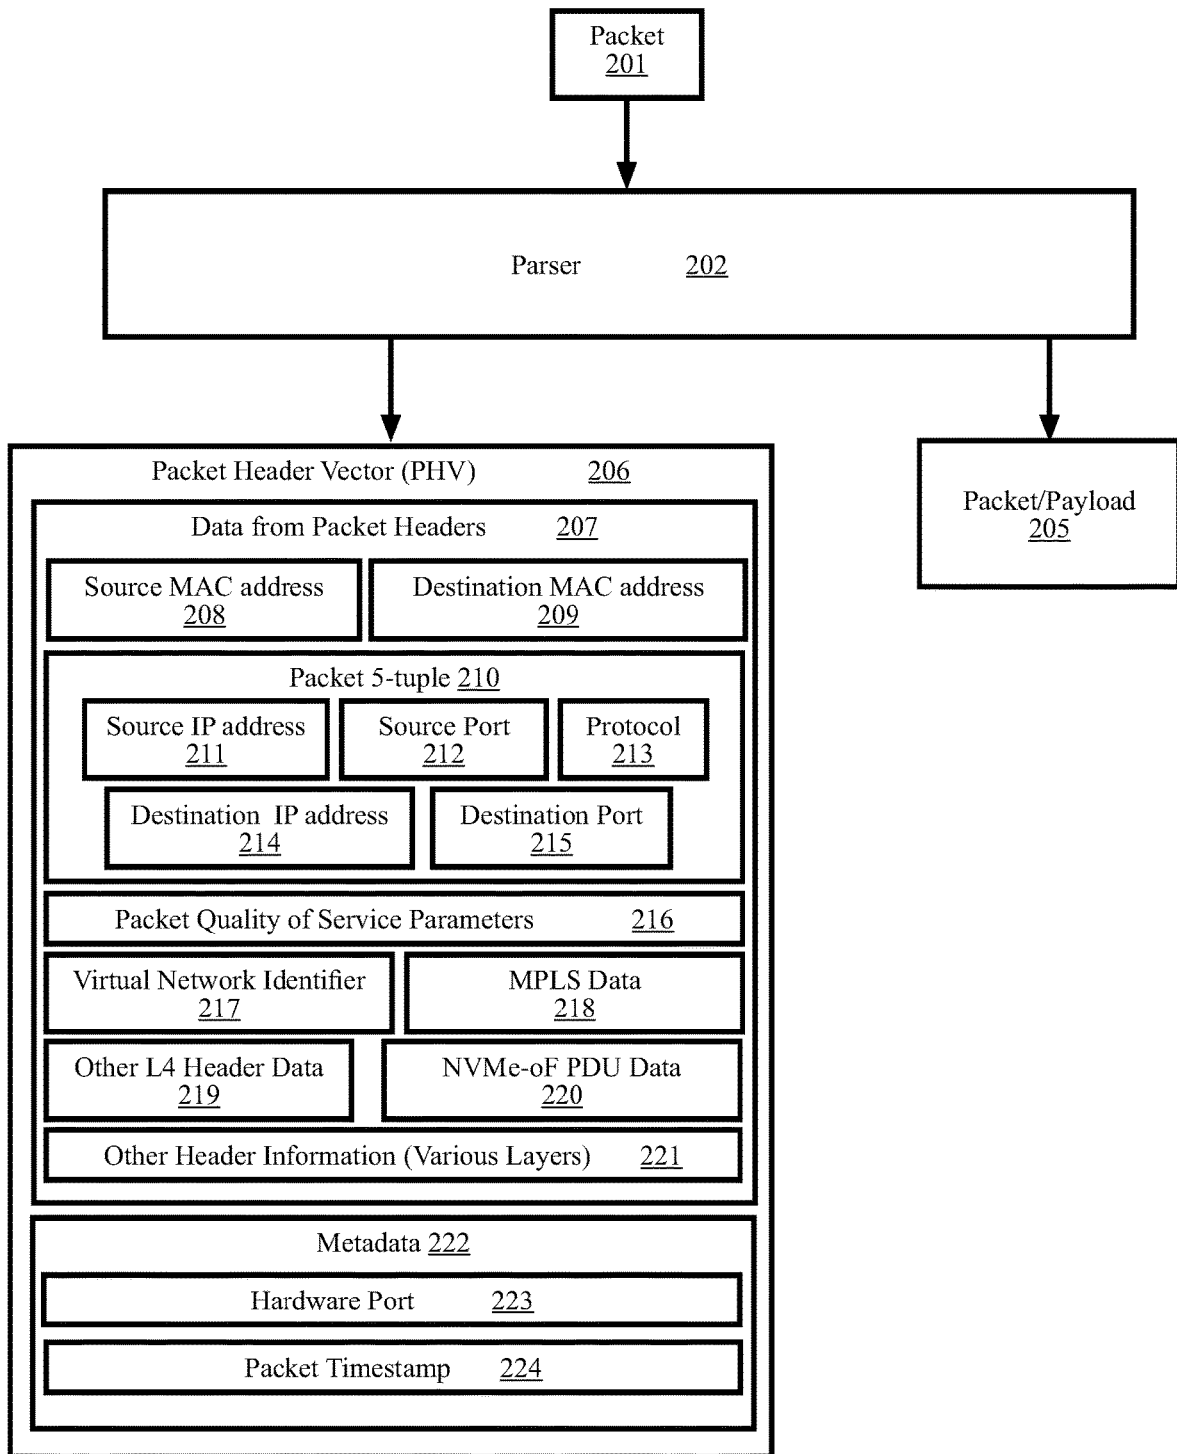 Packet
201
Parser 202
Packet Header Vector (PHV) 206
Data from Packet Headers 207
Source MAC address
208
Destination MAC address
209
Packet 5-tuple 210
Source IP address
211
Source Port
212
Protocol
213
Destination IP address
214
Destination Port
215
Packet Quality of Service Parameters 216
Virtual Network Identifier
217
MPLS Data
218
Other L4 Header Data
219
NVMe-oF PDU Data
220
Other Header Information (Various Layers) 221
Metadada 222
Hardware Port 223
Packet Timestamp 224
Packet/Payload
205